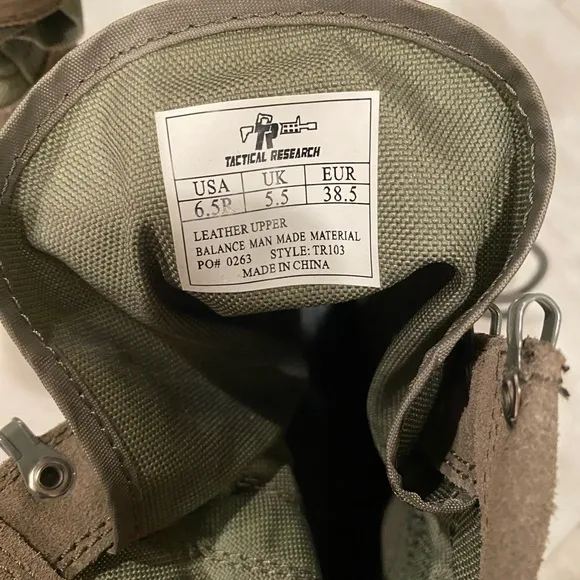 TR
TACTICAL RESEARCH
USA UK EUR
6.5R 5.5 38.5
LEATHER UPPER
BALANCE MAN MADE MATERIAL
PO# 0263 STYLE: TR103
MADE IN CHINA